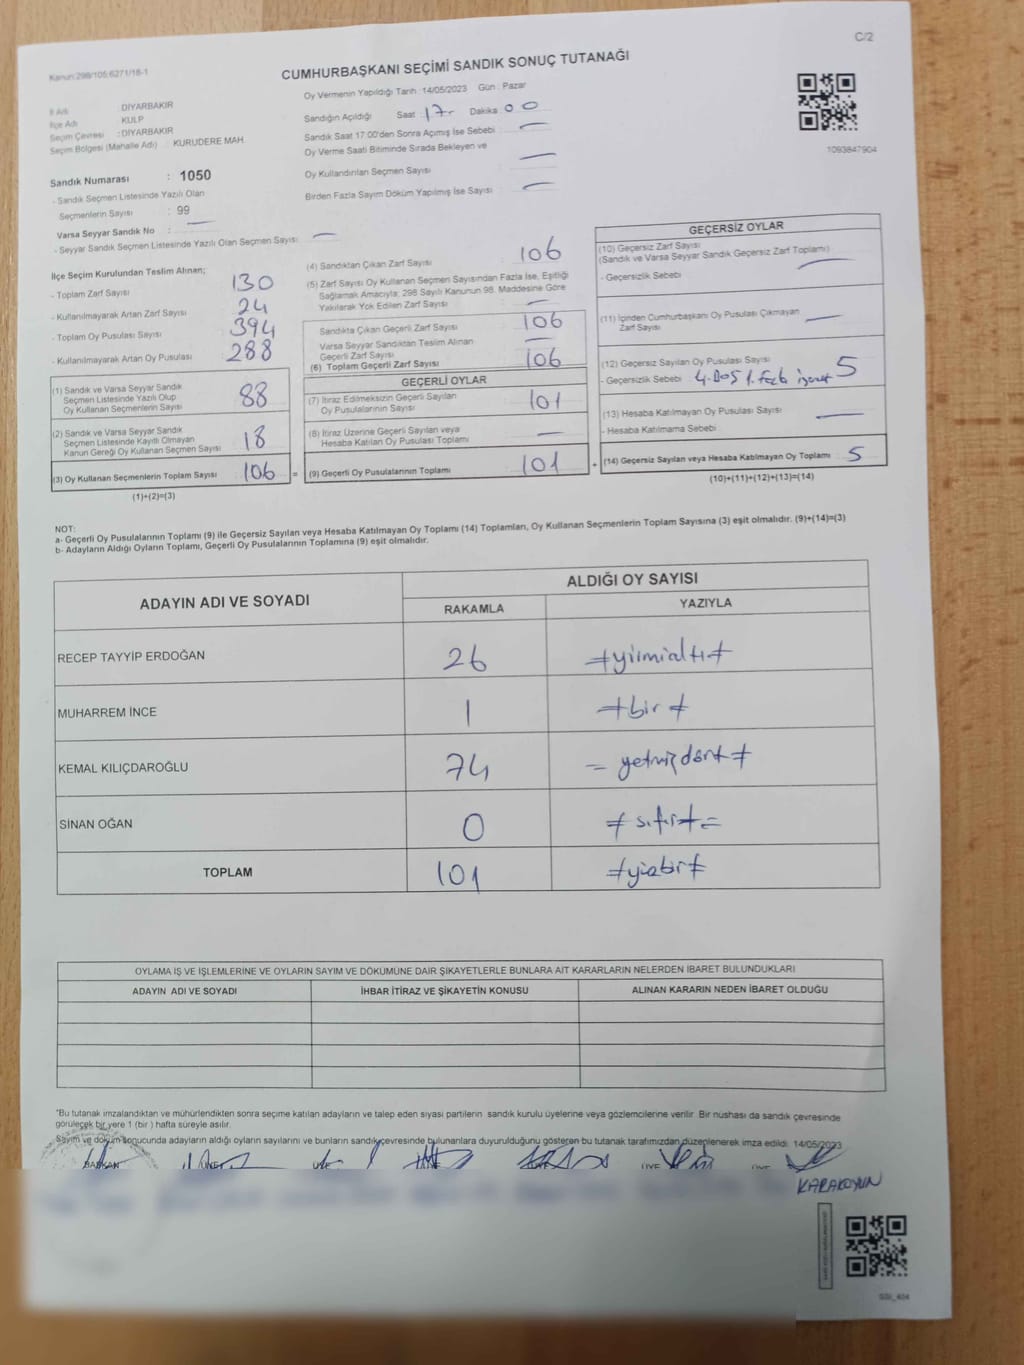 C/2
Kanun:298/105;6271/18-1
CUMHURBAŞKANI SEÇİMİ SANDIK SONUÇ TUTANAĞI
İl Adı : DİYARBAKIR
İlçe Adı : KULP
Seçim Çevresi : DİYARBAKIR
Seçim Bölgesi (Mahalle Adı) : KURUDERE MAH
Sandık Numarası : 1050
- Sandık Seçmen Listesinde Yazılı Olan
Seçmenlerin Sayısı : 99
Varsa Seyyar Sandık No : —
- Seyyar Sandık Seçmen Listesinde Yazılı Olan Seçmen Sayısı: —
Oy Vermenin Yapıldığı Tarih : 14/05/2023 Gün : Pazar
Sandığın Açıldığı Saat 17 Dakika 00
Sandık Saat 17:00'den Sonra Açımış İse Sebebi —
Oy Verme Saati Bitiminde Sırada Bekleyen ve
Oy Kullandırılan Seçmen Sayısı —
Birden Fazla Sayım Döküm Yapılmış İse Sayısı —
1093847904
İlçe Seçim Kurulundan Teslim Alınan;
- Toplam Zarf Sayısı 130
- Kullanılmayarak Artan Zarf Sayısı 24
- Toplam Oy Pusulası Sayısı 394
- Kullanılmayarak Artan Oy Pusulası 288
(1) Sandık ve Varsa Seyyar Sandık
Seçmen Listesinde Yazılı Olup
Oy Kullanan Seçmenlerin Sayısı 88
(2) Sandık ve Varsa Seyyar Sandık
Seçmen Listesinde Kayıtlı Olmayan
Kanun Gereği Oy Kullanan Seçmen Sayısı 18
(3) Oy Kullanan Seçmenlerin Toplam Sayısı 106 =
(1)+(2)=(3)
(4) Sandıktan Çıkan Zarf Sayısı 106
(5) Zarf Sayısı Oy Kullanan Seçmen Sayısından Fazla İse, Eşitliği
Sağlamak Amacıyla; 298 Sayılı Kanunun 98. Maddesine Göre
Yakılarak Yok Edilen Zarf Sayısı —
Sandıkta Çıkan Geçerli Zarf Sayısı 106
Varsa Seyyar Sandıktan Teslim Alınan
Geçerli Zarf Sayısı —
(6) Toplam Geçerli Zarf Sayısı 106
GEÇERLİ OYLAR
(7) İtiraz Edilmeksizin Geçerli Sayılan
Oy Pusulalarının Sayısı 101
(8) İtiraz Üzerine Geçerli Sayılan veya
Hesaba Katılan Oy Pusulası Toplamı —
(9) Geçerli Oy Pusulalarının Toplamı 101 +
GEÇERSİZ OYLAR
(10) Geçersiz Zarf Sayısı
(Sandık ve Varsa Seyyar Sandık Geçersiz Zarf Toplamı)
- Geçersizlik Sebebi —
(11) İçinden Cumhurbaşkanı Oy Pusulası Çıkmayan
Zarf Sayısı —
(12) Geçersiz Sayılan Oy Pusulası Sayısı 5
- Geçersizlik Sebebi 4. Boş 1. fazla işaret
(13) Hesaba Katılmayan Oy Pusulası Sayısı —
- Hesaba Katılmama Sebebi
(14) Geçersiz Sayılan veya Hesaba Katılmayan Oy Toplamı 5
(10)+(11)+(12)+(13)=(14)
NOT:
a- Geçerli Oy Pusulalarının Toplamı (9) ile Geçersiz Sayılan veya Hesaba Katılmayan Oy Toplamı (14) Toplamları, Oy Kullanan Seçmenlerin Toplam Sayısına (3) eşit olmalıdır. (9)+(14)=(3)
b- Adayların Aldığı Oyların Toplamı, Geçerli Oy Pusulalarının Toplamına (9) eşit olmalıdır.
ADAYIN ADI VE SOYADI ALDIĞI OY SAYISI
RAKAMLA YAZIYLA
RECEP TAYYİP ERDOĞAN 26 ≠yirmialtı≠
MUHARREM İNCE 1 ≠bir≠
KEMAL KILIÇDAROĞLU 74 = yetmişdört≠
SİNAN OĞAN 0 ≠sıfır≠=
TOPLAM 101 ≠yüzbir≠
OYLAMA İŞ VE İŞLEMLERİNE VE OYLARIN SAYIM VE DÖKÜMÜNE DAİR ŞİKAYETLERLE BUNLARA AİT KARARLARIN NELERDEN İBARET BULUNDUKLARI
ADAYIN ADI VE SOYADI İHBAR İTİRAZ VE ŞİKAYETİN KONUSU ALINAN KARARIN NEDEN İBARET OLDUĞU
"Bu tutanak imzalandıktan ve mühürlendikten sonra seçime katılan adayların ve talep eden siyasi partilerin sandık kurulu üyelerine veya gözlemcilerine verilir. Bir nüshası da sandık çevresinde
görülecek bir yere 1 (bir) hafta süreyle asılır.
Sayım ve döküm sonucunda adayların aldığı oyların sayılarını ve bunların sandık çevresinde bulunanlara duyurulduğunu gösteren bu tutanak tarafımızdan düzenlenerek imza edildi. 14/05/2023
BAŞKAN ÜYE ÜYE
KARAKOYUN